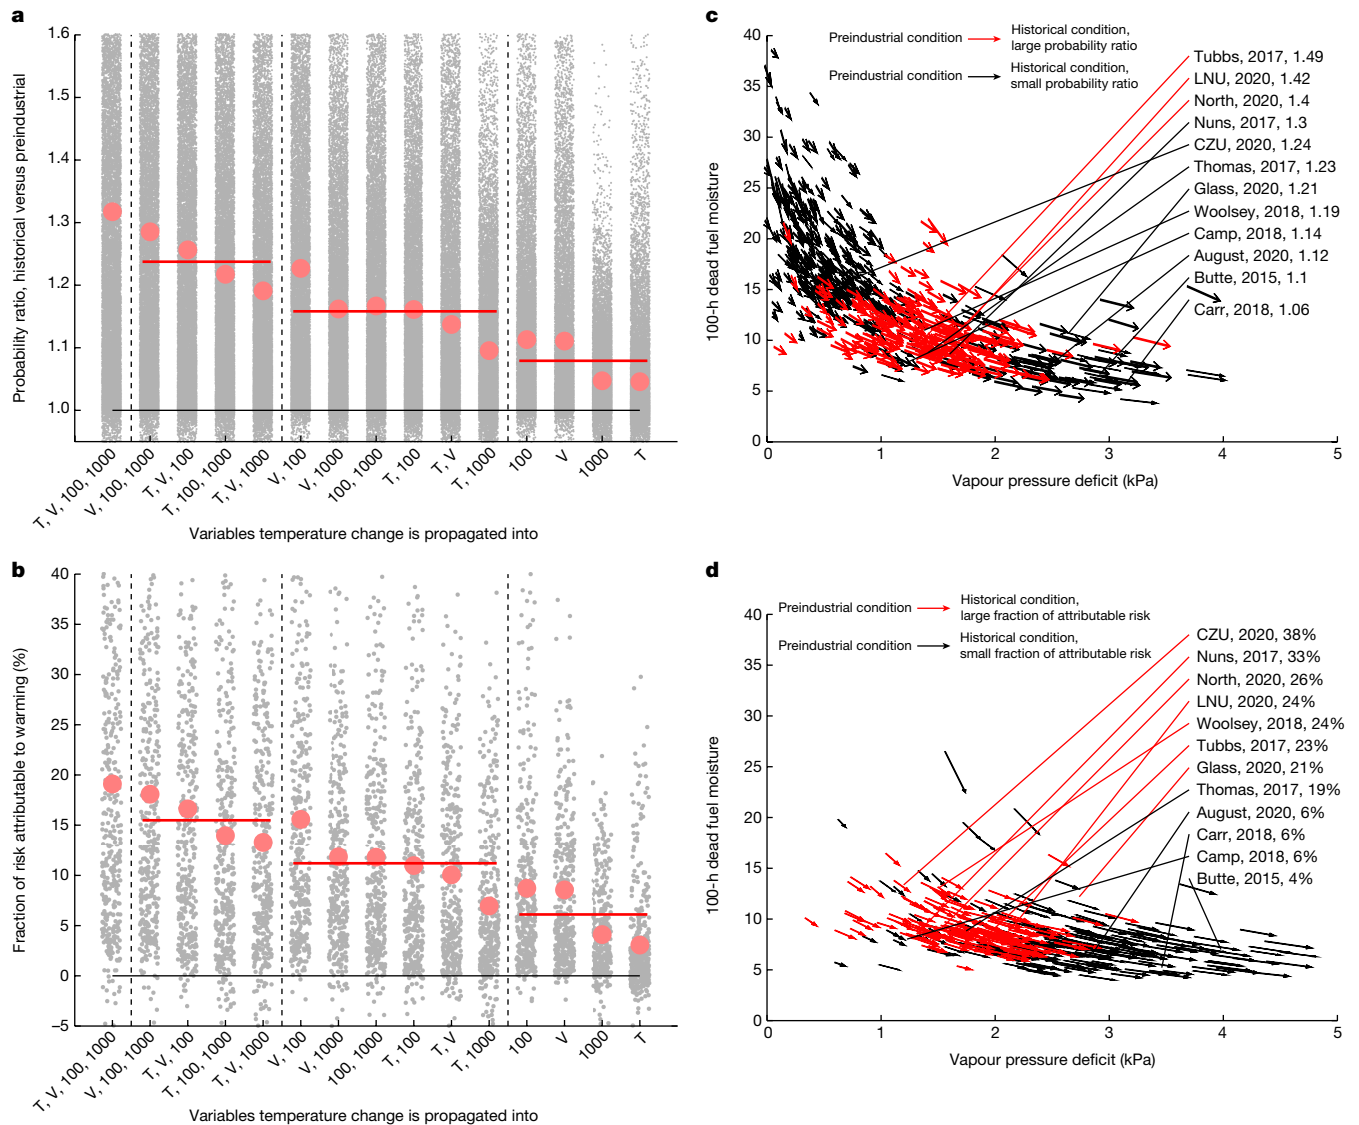 a
1.6
1.5
1.4
1.3
1.2
1.1
1.0
Probability ratio, historical versus preindustrial
T, V, 100, 1000
V, 100, 1000
T, V, 100
T, 100, 1000
T, V, 1000
V, 100
V, 1000
100, 1000
T, 100
T, V
T, 1000
100
V
1000
T
Variables temperature change is propagated into
c
40
35
30
25
20
15
10
5
0
100-h dead fuel moisture
Preindustrial condition
Historical condition,
large probability ratio
Preindustrial condition
Historical condition,
small probability ratio
Tubbs, 2017, 1.49
LNU, 2020, 1.42
North, 2020, 1.4
Nuns, 2017, 1.3
CZU, 2020, 1.24
Thomas, 2017, 1.23
Glass, 2020, 1.21
Woolsey, 2018, 1.19
Camp, 2018, 1.14
August, 2020, 1.12
Butte, 2015, 1.1
Carr, 2018, 1.06
0
1
2
3
4
5
Vapour pressure deficit (kPa)
b
40
35
30
25
20
15
10
5
0
–5
Fraction of risk attributable to warming (%)
T, V, 100, 1000
V, 100, 1000
T, V, 100
T, 100, 1000
T, V, 1000
V, 100
V, 1000
100, 1000
T, 100
T, V
T, 1000
100
V
1000
T
Variables temperature change is propagated into
d
40
35
30
25
20
15
10
5
0
100-h dead fuel moisture
Preindustrial condition
Historical condition,
large fraction of attributable risk
Preindustrial condition
Historical condition,
small fraction of attributable risk
CZU, 2020, 38%
Nuns, 2017, 33%
North, 2020, 26%
LNU, 2020, 24%
Woolsey, 2018, 24%
Tubbs, 2017, 23%
Glass, 2020, 21%
Thomas, 2017, 19%
August, 2020, 6%
Carr, 2018, 6%
Camp, 2018, 6%
Butte, 2015, 4%
0
1
2
3
4
5
Vapour pressure deficit (kPa)